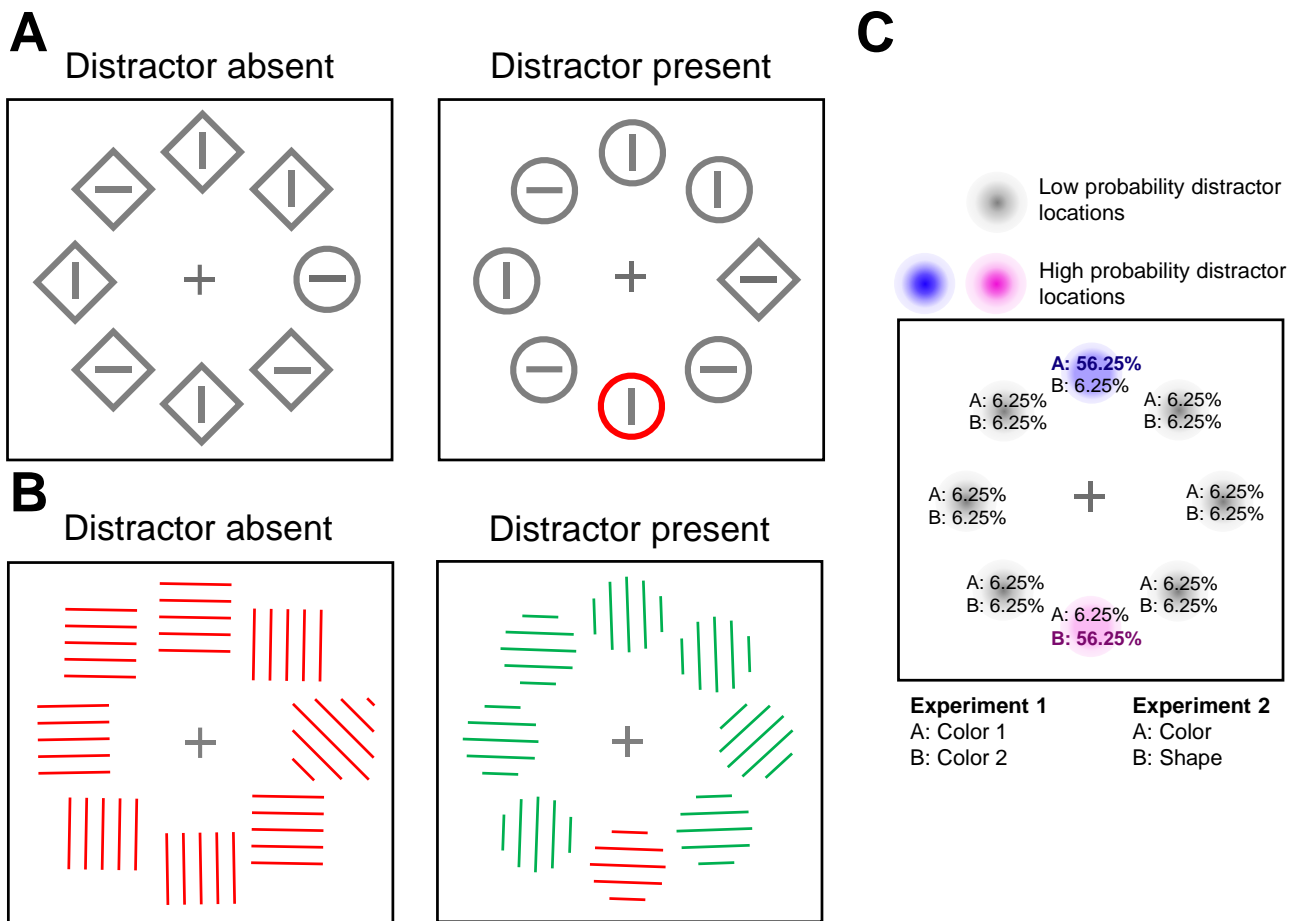 A
Distractor absent
Distractor present
B
Distractor absent
Distractor present
C
Low probability distractor
locations
High probability distractor
locations
A: 56.25%
B: 6.25%
A: 6.25%
B: 6.25%
A: 6.25%
B: 6.25%
A: 6.25%
B: 6.25%
A: 6.25%
B: 6.25%
A: 6.25%
B: 6.25%
A: 6.25%
B: 6.25%
A: 6.25%
B: 56.25%
Experiment 1
A: Color 1
B: Color 2
Experiment 2
A: Color
B: Shape